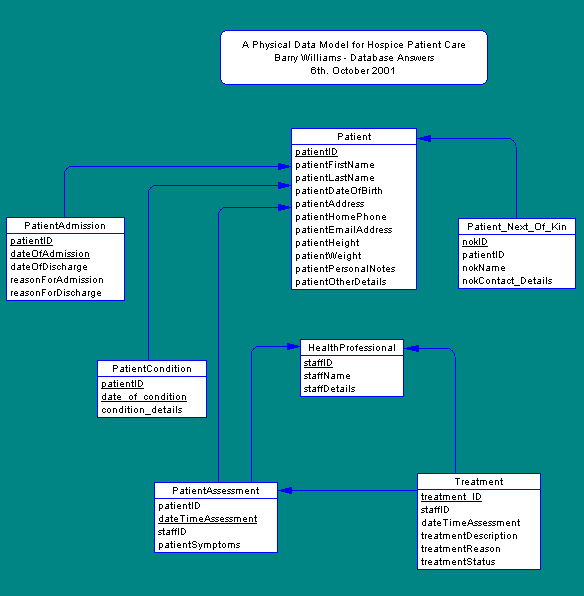 A Physical Data Model for Hospice Patient Care
Barry Williams - Database Answers
6th. October 2001
Patient
patientID
patientFirstName
patientLastName
patientDateOfBirth
patientAddress
patientHomePhone
patientEmailAddress
patientHeight
patientWeight
patientPersonalNotes
patientOtherDetails
PatientAdmission
patientID
dateOfAdmission
dateOfDischarge
reasonForAdmission
reasonForDischarge
Patient_Next_Of_Kin
nokID
patientID
nokName
nokContact_Details
HealthProfessional
staffID
staffName
staffDetails
PatientCondition
patientID
date_of_condition
condition_details
PatientAssessment
patientID
dateTimeAssessment
staffID
patientSymptoms
Treatment
treatment_ID
staffID
dateTimeAssessment
treatmentDescription
treatmentReason
treatmentStatus